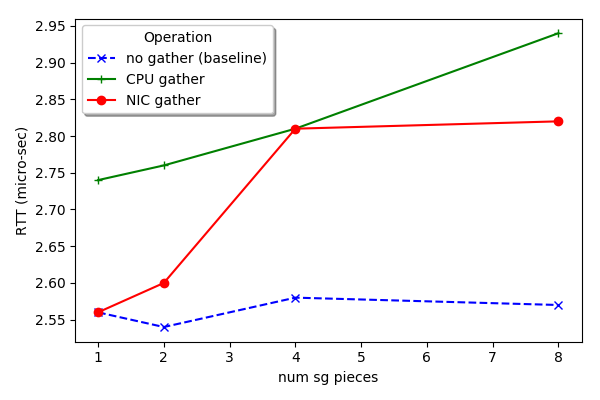 Operation
no gather (baseline)
CPU gather
NIC gather
RTT (micro-sec)
2.95
2.90
2.85
2.80
2.75
2.70
2.65
2.60
2.55
1 2 3 4 5 6 7 8
num sg pieces